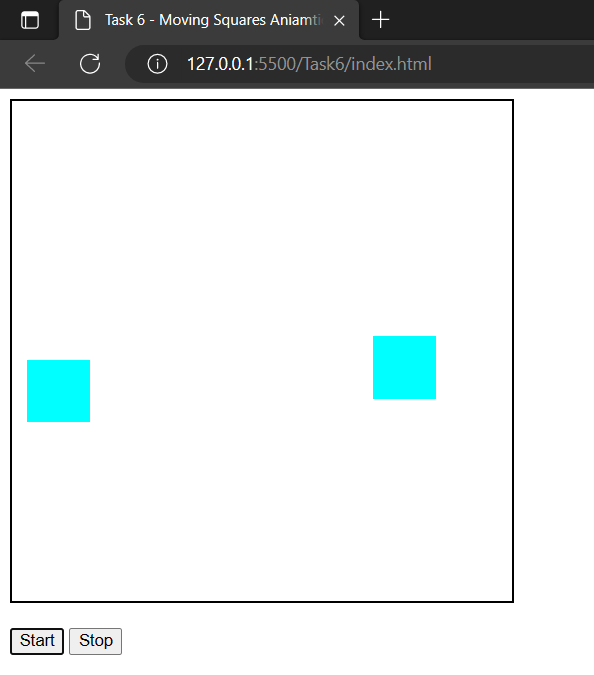 Task 6 - Moving Squares Aniamti
127.0.0.1:5500/Task6/index.html
Start Stop